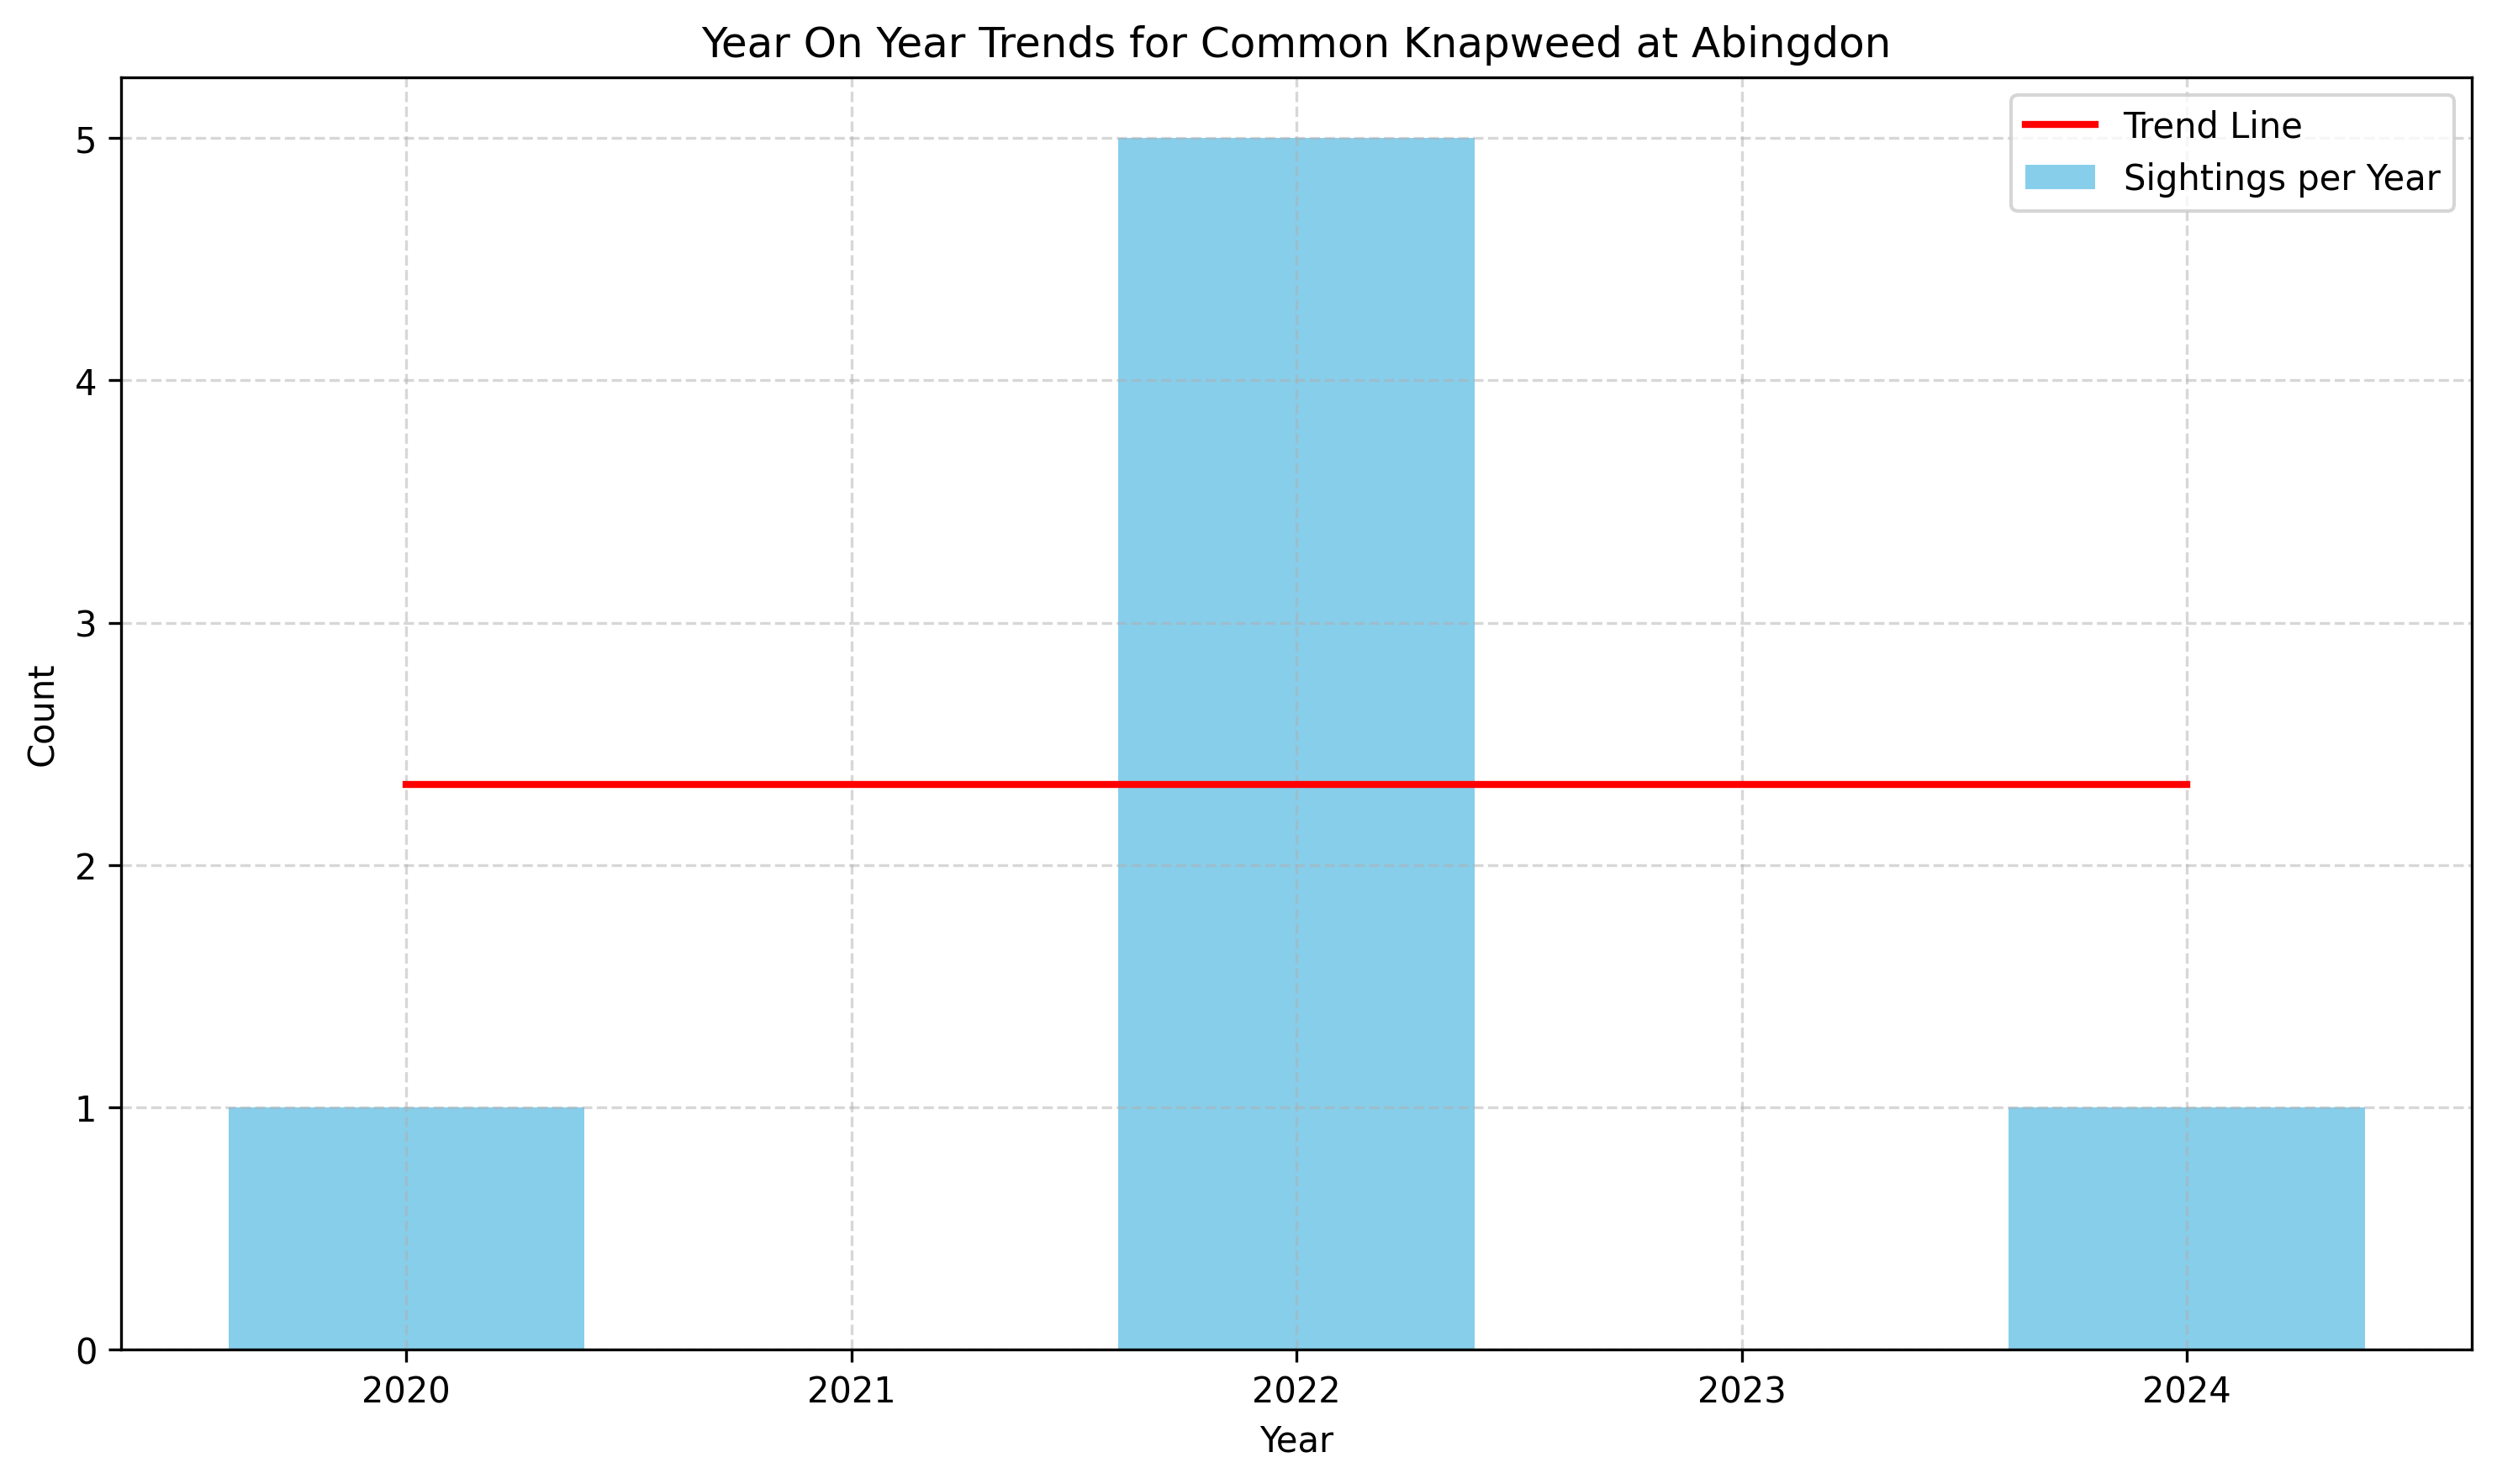 Year On Year Trends for Common Knapweed at Abingdon
Trend Line
Sightings per Year
5
4
3
2
1
0
Count
2020 2021 2022 2023 2024
Year